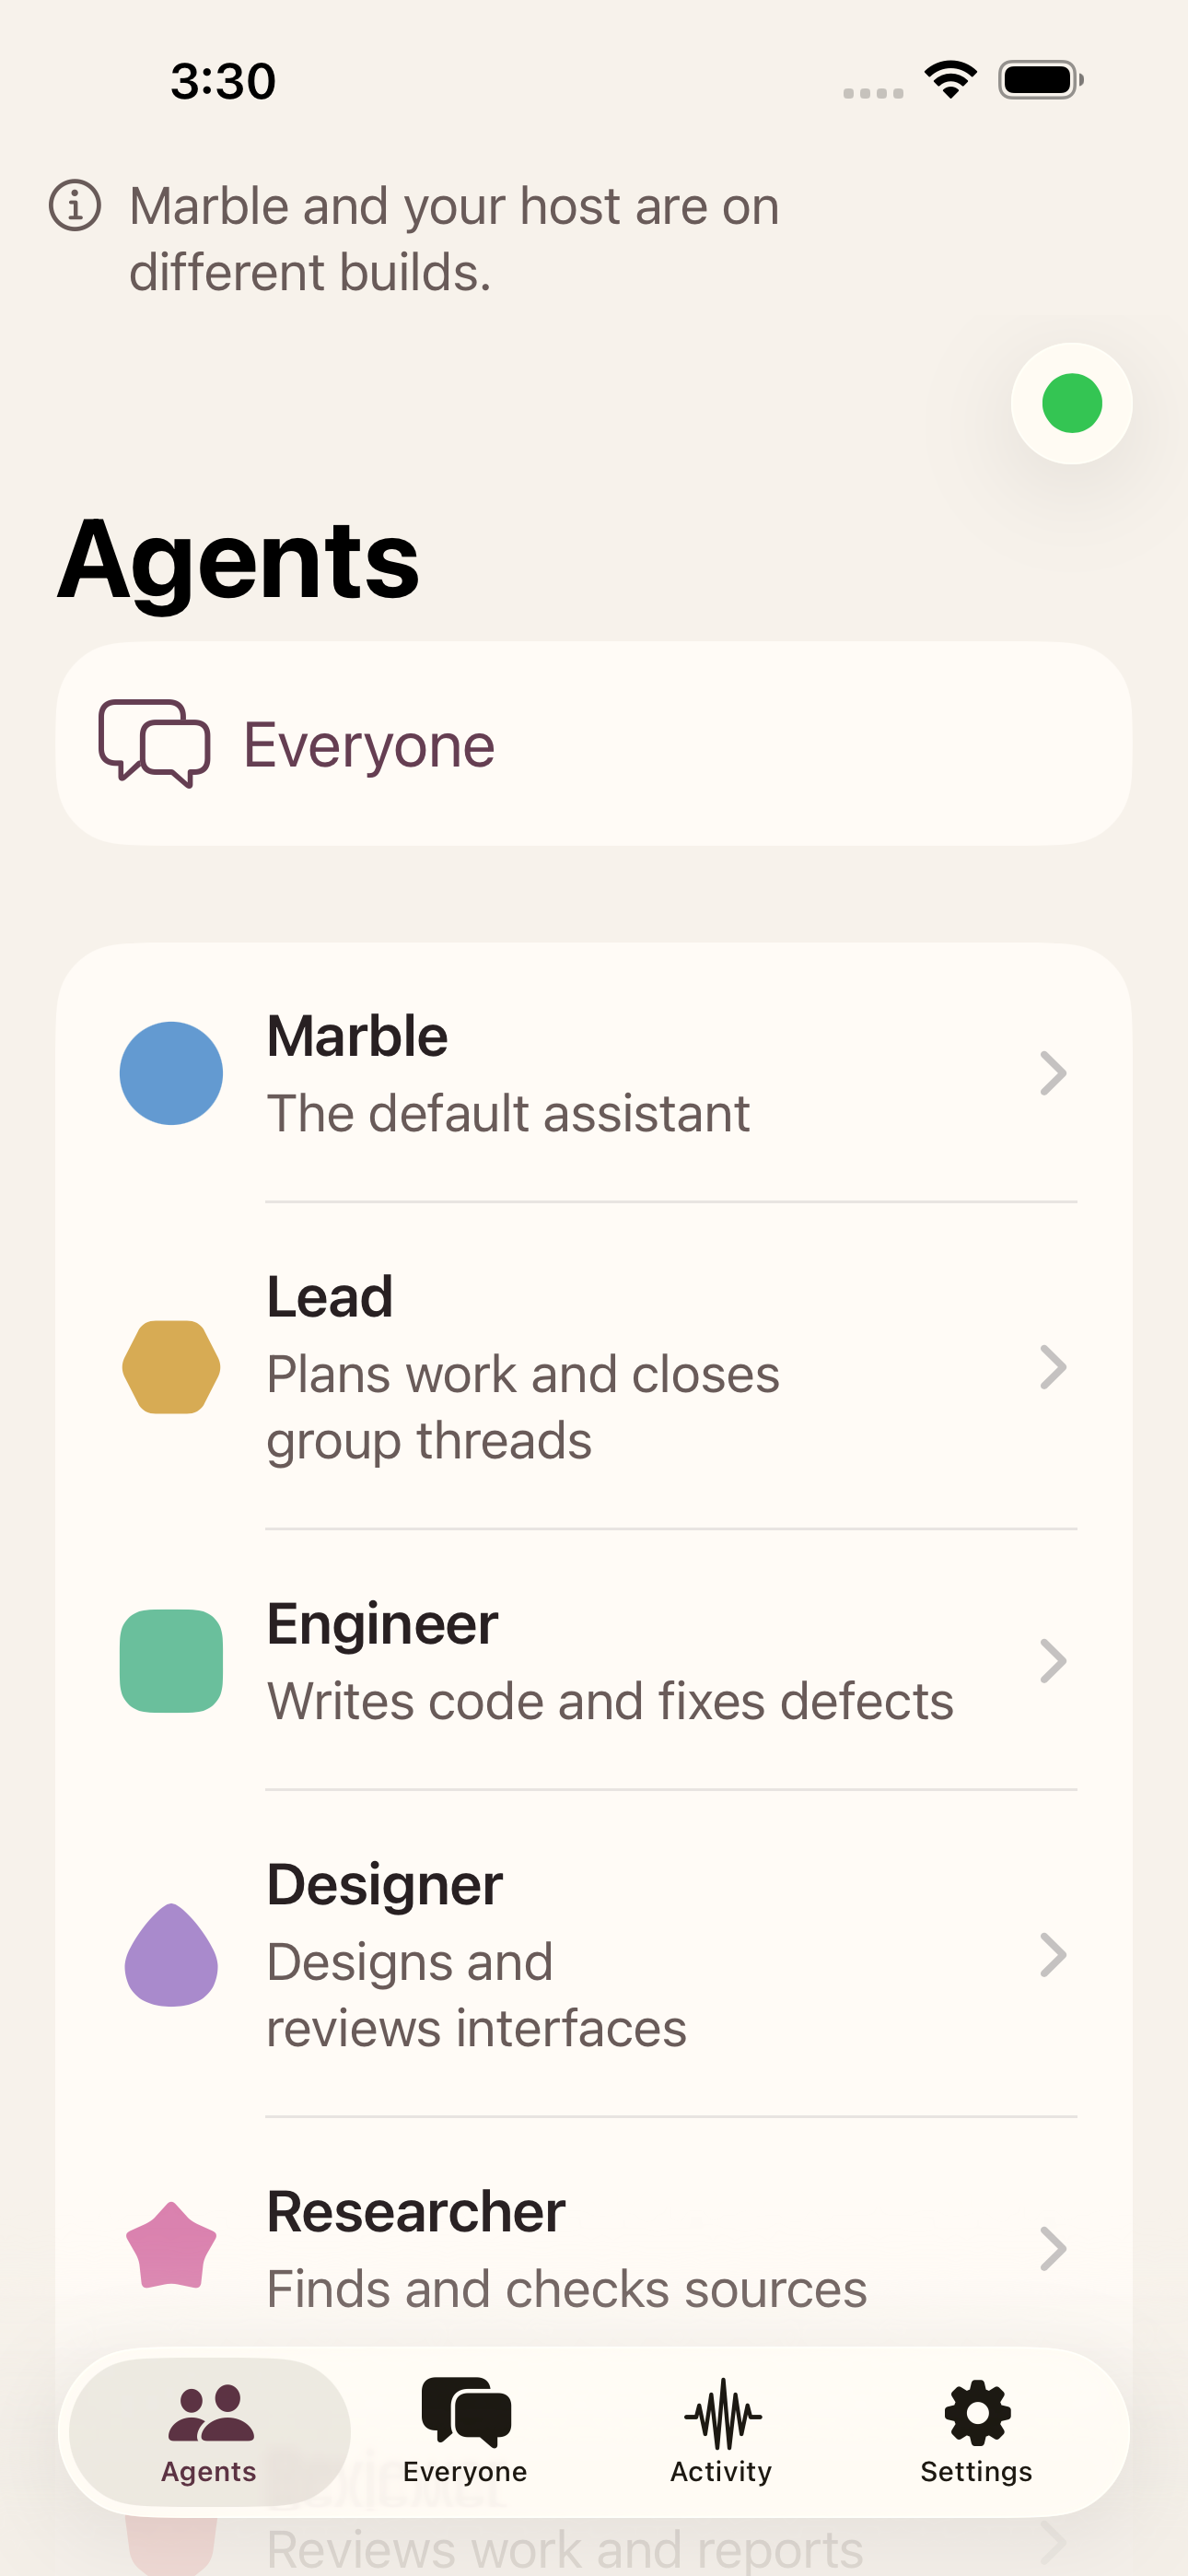 3:30
Marble and your host are on
different builds.
Agents
Everyone
Marble
The default assistant
Lead
Plans work and closes
group threads
Engineer
Writes code and fixes defects
Designer
Designs and
reviews interfaces
Researcher
Finds and checks sources
Agents
Everyone
Activity
Settings
Reviews work and reports